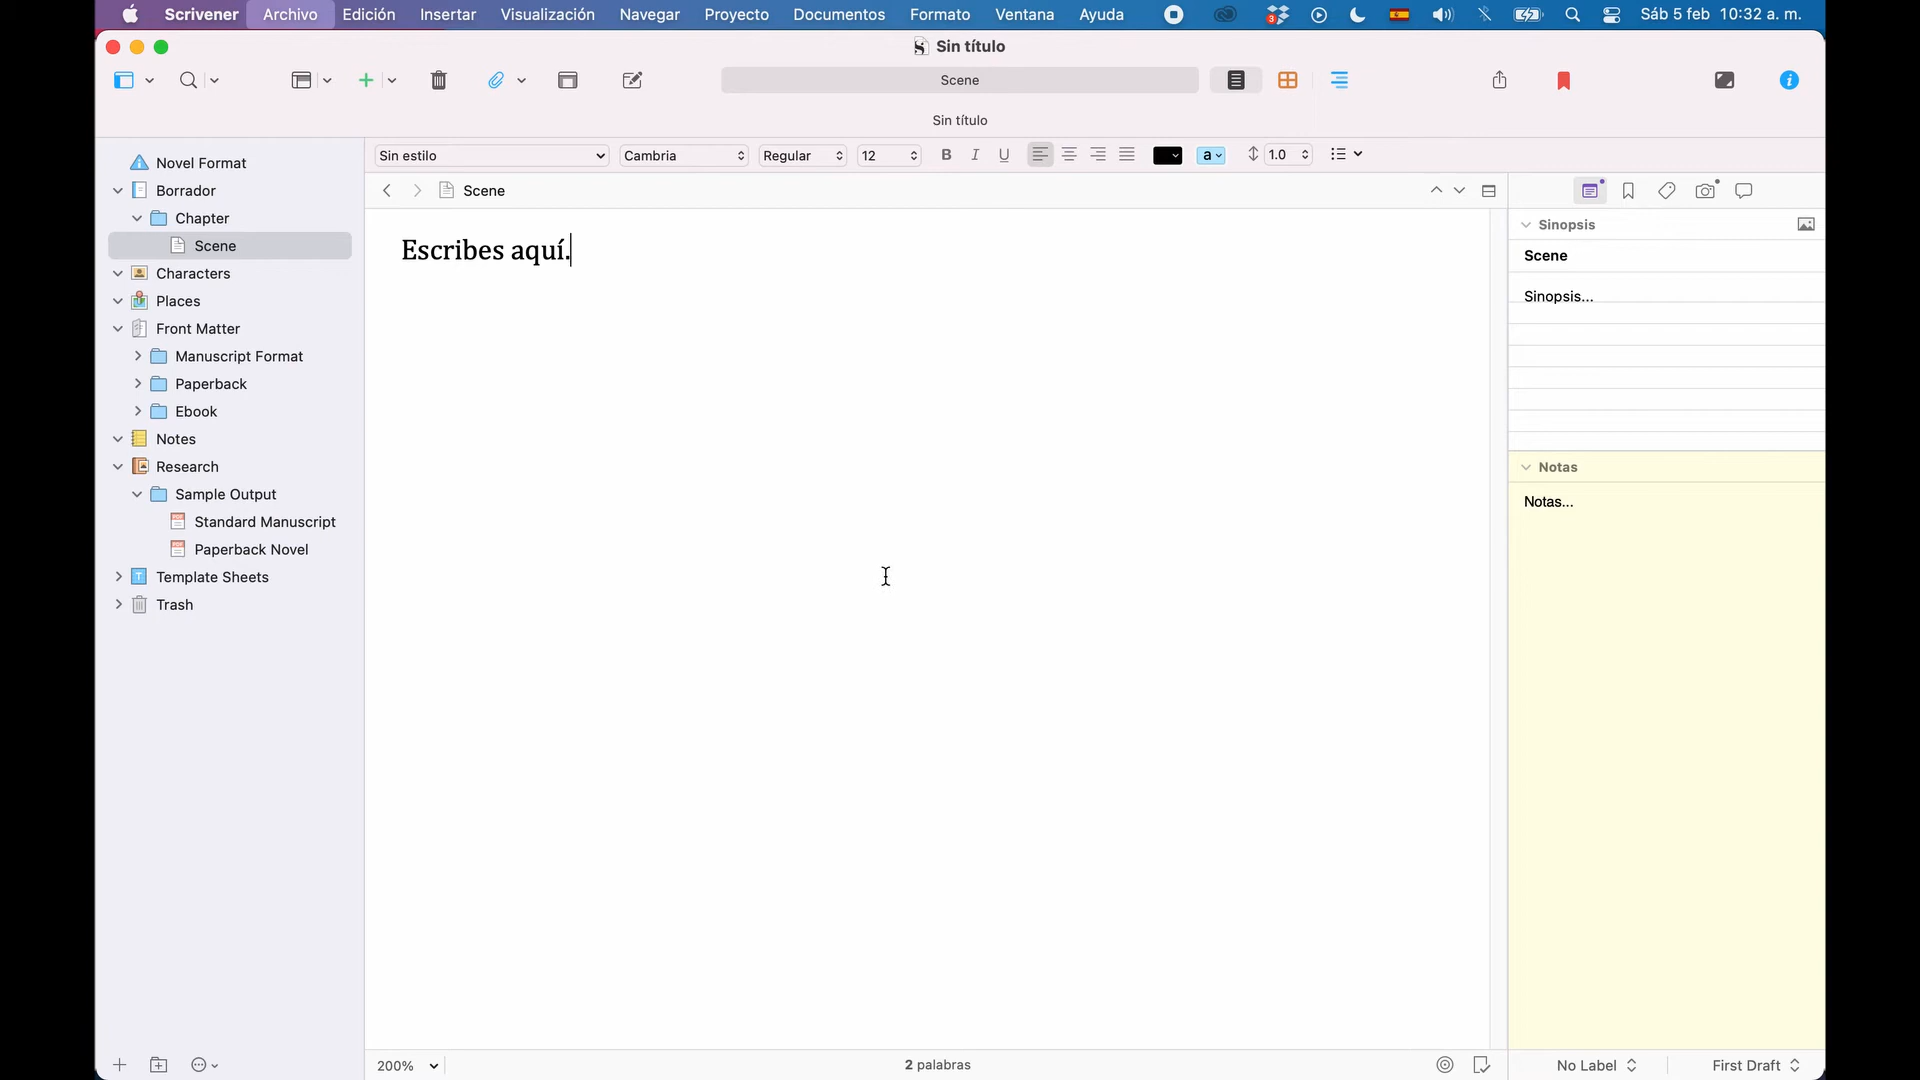 Scrivener Archivo Edición Insertar Visualización Navegar Proyecto Documentos Formato Ventana Ayuda 3 Sáb 5 feb 10:32 a. m.
Sin título
Scene
Sin título
Sin estilo Cambria Regular 12 B I U a 1.0
Novel Format
Borrador
Chapter
Scene
Characters
Places
Front Matter
Manuscript Format
Paperback
Ebook
Notes
Research
Sample Output
Standard Manuscript
Paperback Novel
Template Sheets
Trash
Scene
Escribes aquí.
Sinopsis
Scene
Sinopsis...
Notas
Notas...
200%
2 palabras
No Label
First Draft